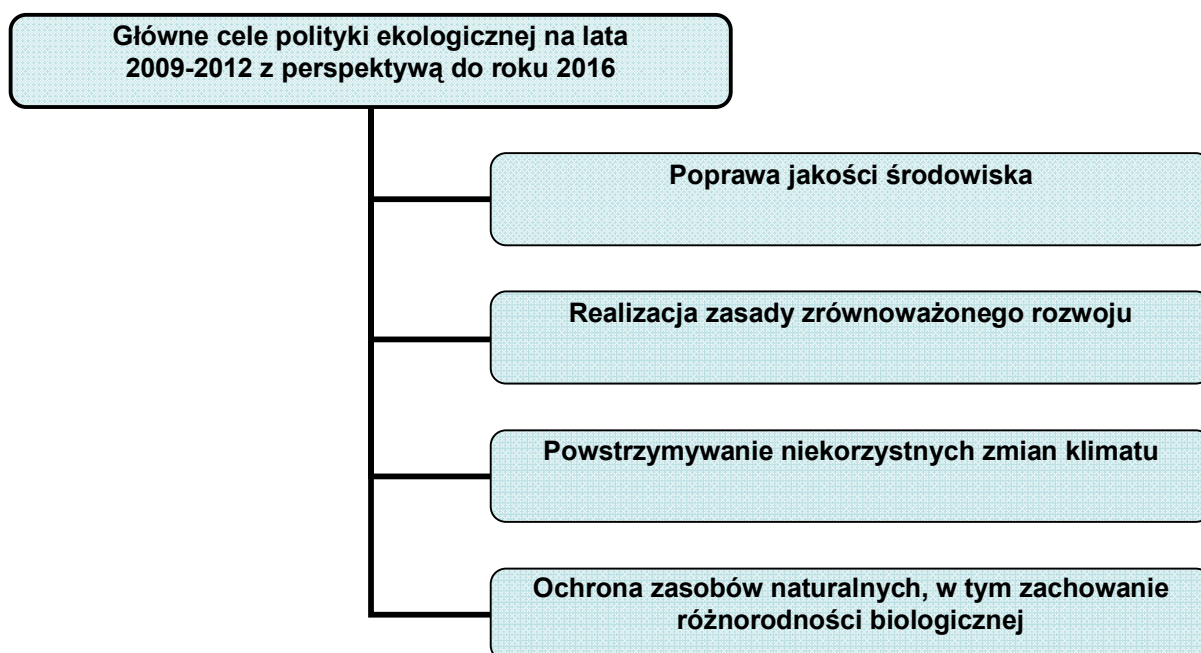 Główne cele polityki ekologicznej na lata
2009-2012 z perspektywą do roku 2016
Poprawa jakości środowiska
Realizacja zasady zrównoważonego rozwoju
Powstrzymywanie niekorzystnych zmian klimatu
Ochrona zasobów naturalnych, w tym zachowanie
różnorodności biologicznej